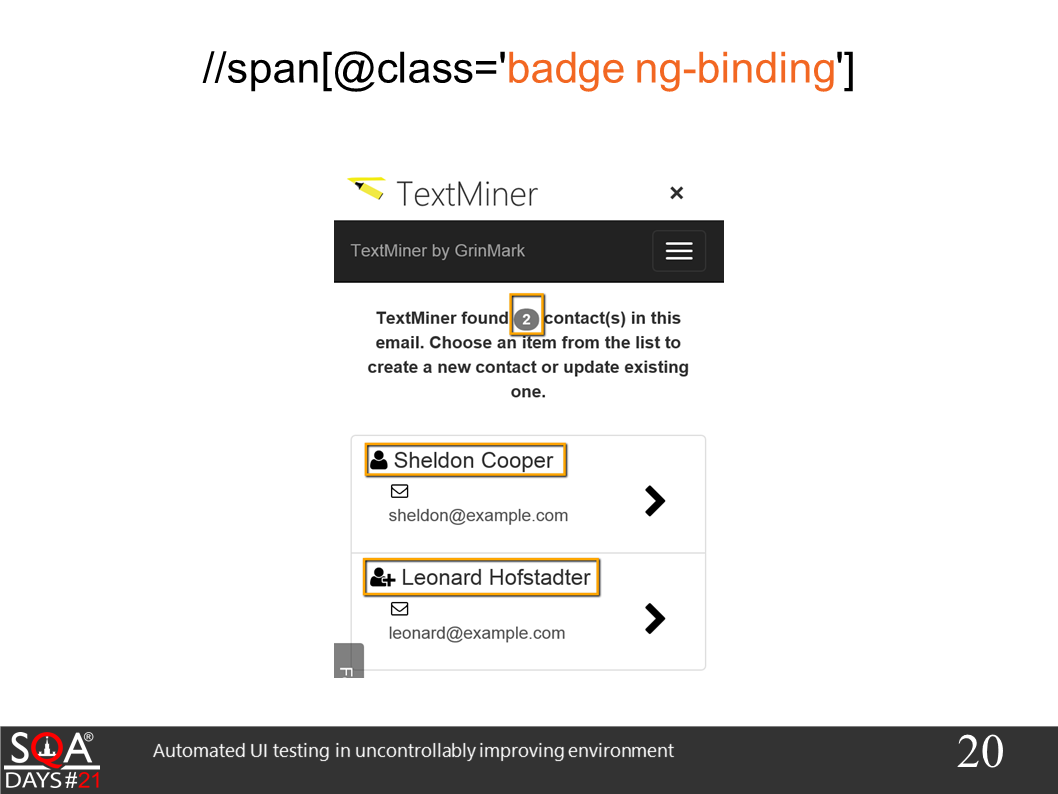 //span[@class='badge ng-binding']
TextMiner ×
TextMiner by GrinMark
TextMiner found 2 contact(s) in this
email. Choose an item from the list to
create a new contact or update existing
one.
Sheldon Cooper
sheldon@example.com
Leonard Hofstadter
leonard@example.com
F
SQA®
DAYS#21
Automated UI testing in uncontrollably improving environment
20